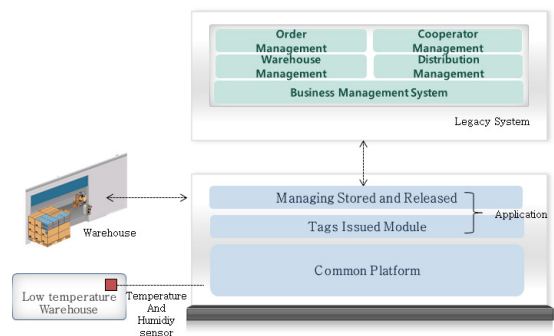 Order
Management
Cooperator
Management
Warehouse
Management
Distribution
Management
Business Management System
Legacy System
Managing Stored and Released
Tags Issued Module
Application
Common Platform
Warehouse
Low temperature
Warehouse
Temperature
And
Humidiy
sensor